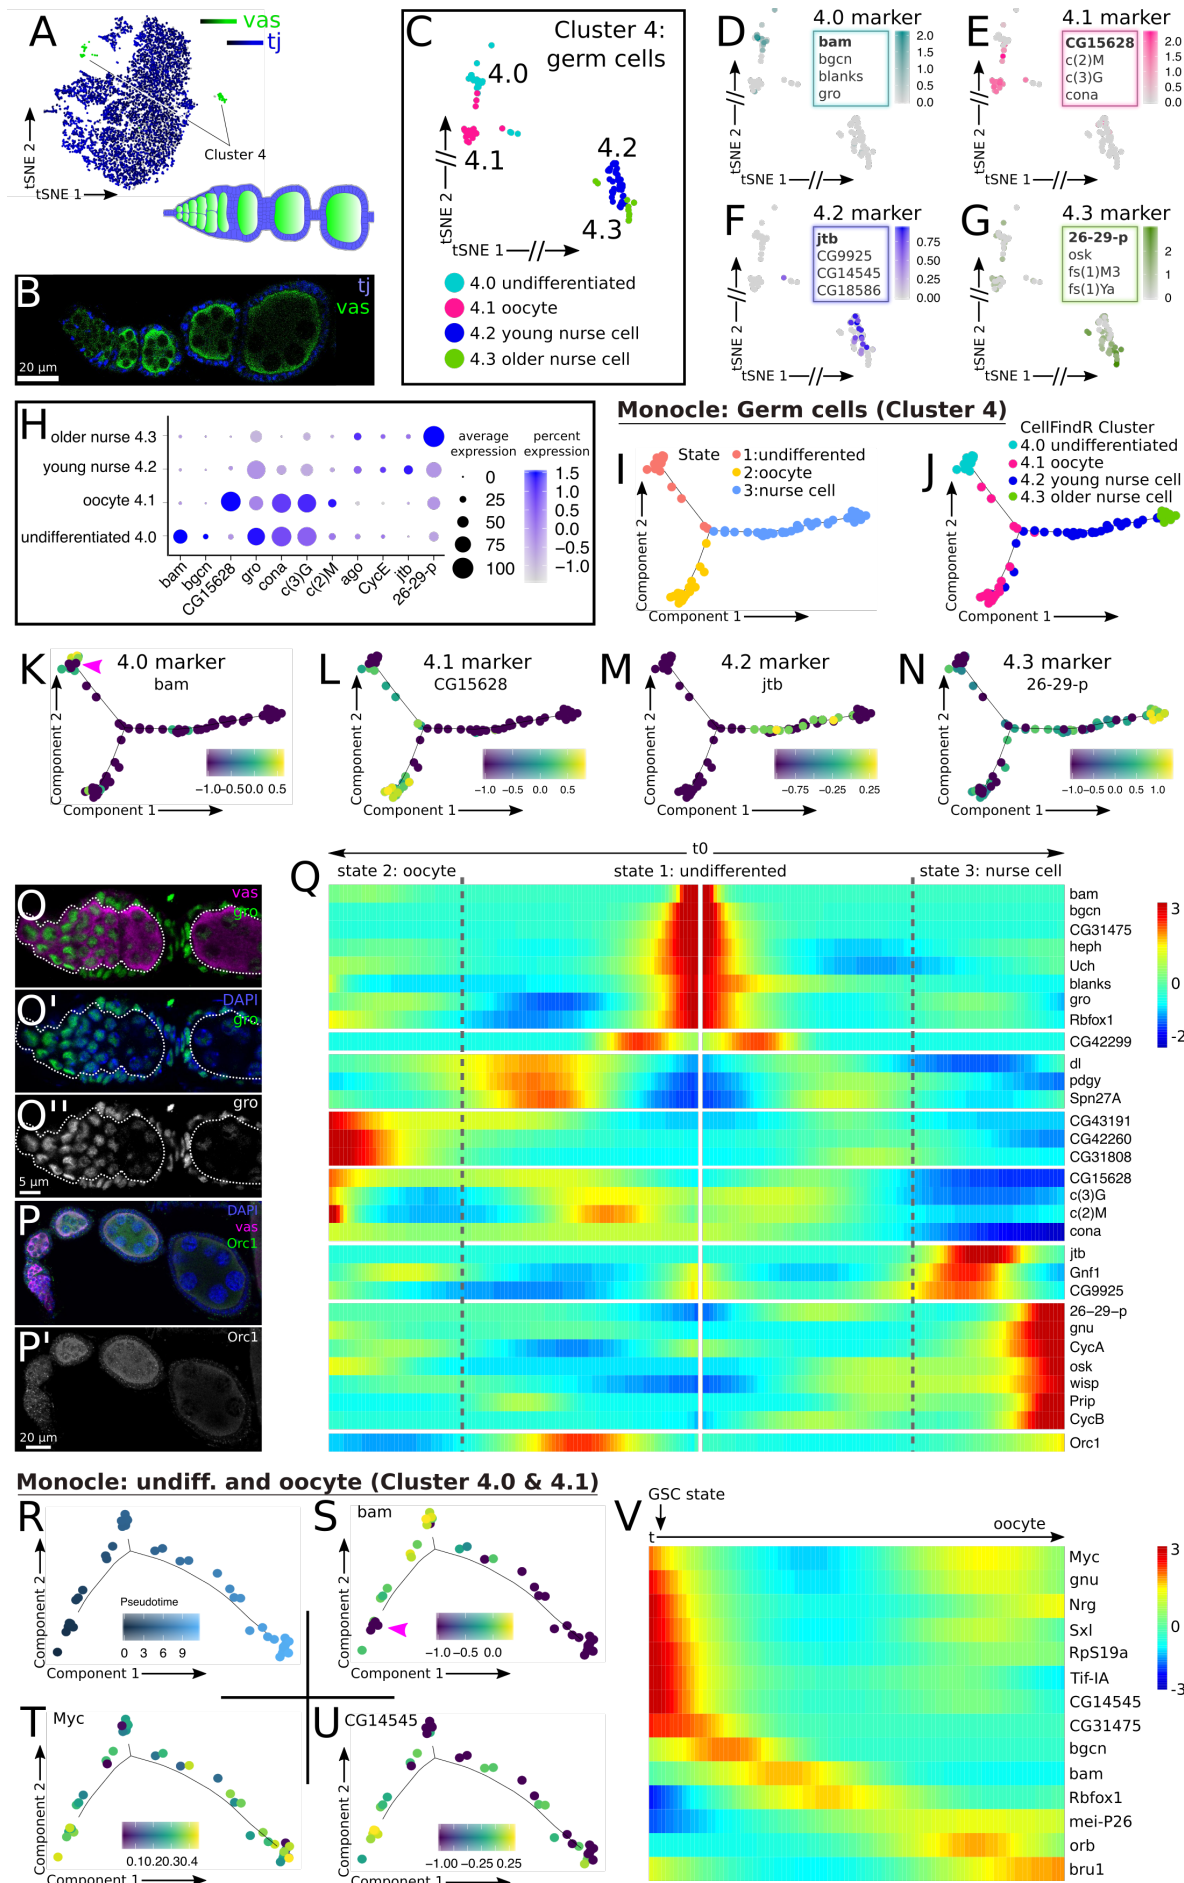 A
vas
tj
Cluster 4
tSNE 2
tSNE 1
B
tj
vas
20 µm
C
Cluster 4:
germ cells
4.0
4.1
4.2
4.3
tSNE 2
tSNE 1
4.0 undifferentiated
4.1 oocyte
4.2 young nurse cell
4.3 older nurse cell
D
4.0 marker
bam
bgcn
blanks
gro
2.0
1.5
1.0
0.5
0.0
tSNE 2
tSNE 1
E
4.1 marker
CG15628
c(2)M
c(3)G
cona
2.0
1.5
1.0
0.5
0.0
tSNE 2
tSNE 1
F
4.2 marker
jtb
CG9925
CG14545
CG18586
0.75
0.50
0.25
0.00
tSNE 2
tSNE 1
G
4.3 marker
26-29-p
osk
fs(1)M3
fs(1)Ya
2
1
0
tSNE 2
tSNE 1
H
older nurse 4.3
young nurse 4.2
oocyte 4.1
undifferentiated 4.0
bam
bgcn
CG15628
gro
cona
c(3)G
c(2)M
ago
CycE
jtb
26-29-p
average
expression
0
25
50
75
100
percent
expression
1.5
1.0
0.5
0.0
−0.5
−1.0
Monocle: Germ cells (Cluster 4)
I
State
1:undifferentiated
2:oocyte
3:nurse cell
Component 2
Component 1
J
CellFindR Cluster
4.0 undifferentiated
4.1 oocyte
4.2 young nurse cell
4.3 older nurse cell
Component 2
Component 1
K
4.0 marker
bam
−1.0-0.50.0 0.5
Component 2
Component 1
L
4.1 marker
CG15628
−1.0 −0.5 0.0 0.5
Component 2
Component 1
M
4.2 marker
jtb
−0.75 −0.25 0.25
Component 2
Component 1
N
4.3 marker
26-29-p
−1.0−0.5 0.0 0.5 1.0
Component 2
Component 1
O
vas
gro
O'
DAPI
gro
O''
gro
5 µm
P
DAPI
vas
Orc1
P'
Orc1
20 µm
Q
t0
state 2: oocyte
state 1: undifferented
state 3: nurse cell
bam
bgcn
CG31475
heph
Uch
blanks
gro
Rbfox1
CG42299
dl
pdgy
Spn27A
CG43191
CG42260
CG31808
CG15628
c(3)G
c(2)M
cona
jtb
Gnf1
CG9925
26−29−p
gnu
CycA
osk
wisp
Prip
CycB
Orc1
3
2
0
-2
Monocle: undiff. and oocyte (Cluster 4.0 & 4.1)
R
Pseudotime
0 3 6 9
Component 2
Component 1
S
bam
−1.0−0.5 0.0
Component 2
Component 1
T
Myc
0.10.20.30.4
Component 2
Component 1
U
CG14545
−1.00 −0.25 0.25
Component 2
Component 1
V
GSC state
t
oocyte
Myc
gnu
Nrg
Sxl
RpS19a
Tif-IA
CG14545
CG31475
bgcn
bam
Rbfox1
mei-P26
orb
bru1
3
2
0
-3